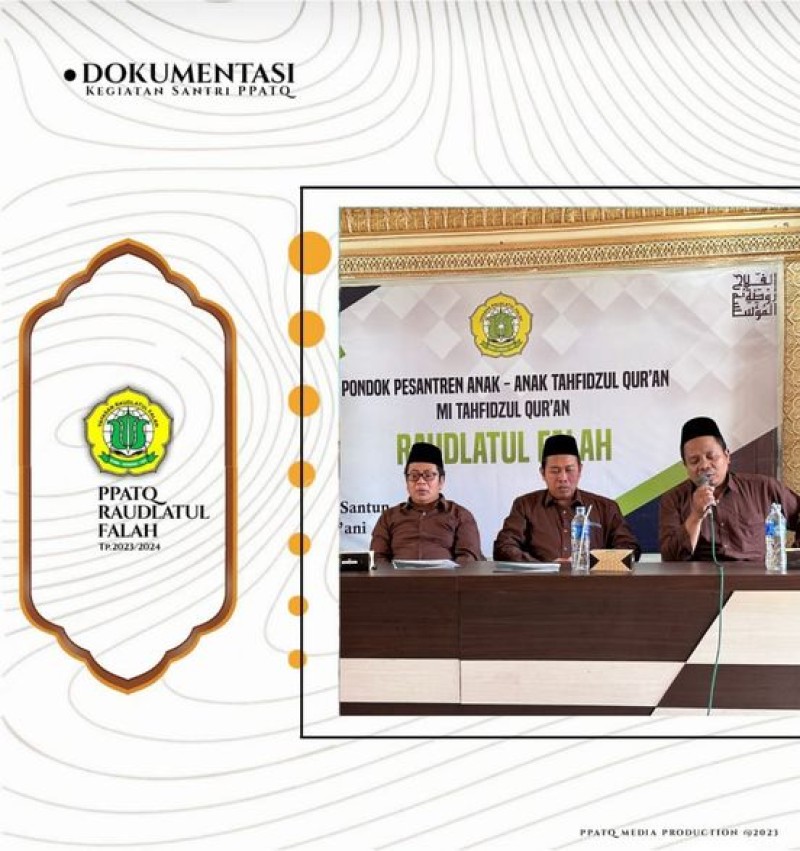 DOKUMENTASI
Kegiatan Santri PPATQ
PPATQ
RAUDLATUL
FALAH
Tp.2023/2024
PONDOK PESANTREN ANAK - ANAK TAHFIDZUL QUR'AN
MI TAHFIDZUL QUR'AN
RAUDLATUL FALAH
Santun
PPATQ MEDIA PRODUCTION @2023